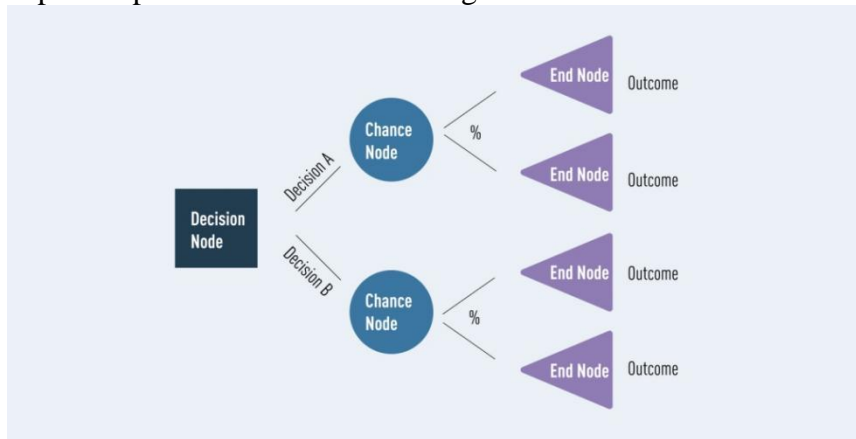 Decision
Node
Decision A
Decision B
Chance
Node
%
End Node
Outcome
End Node
Outcome
Chance
Node
%
End Node
Outcome
End Node
Outcome